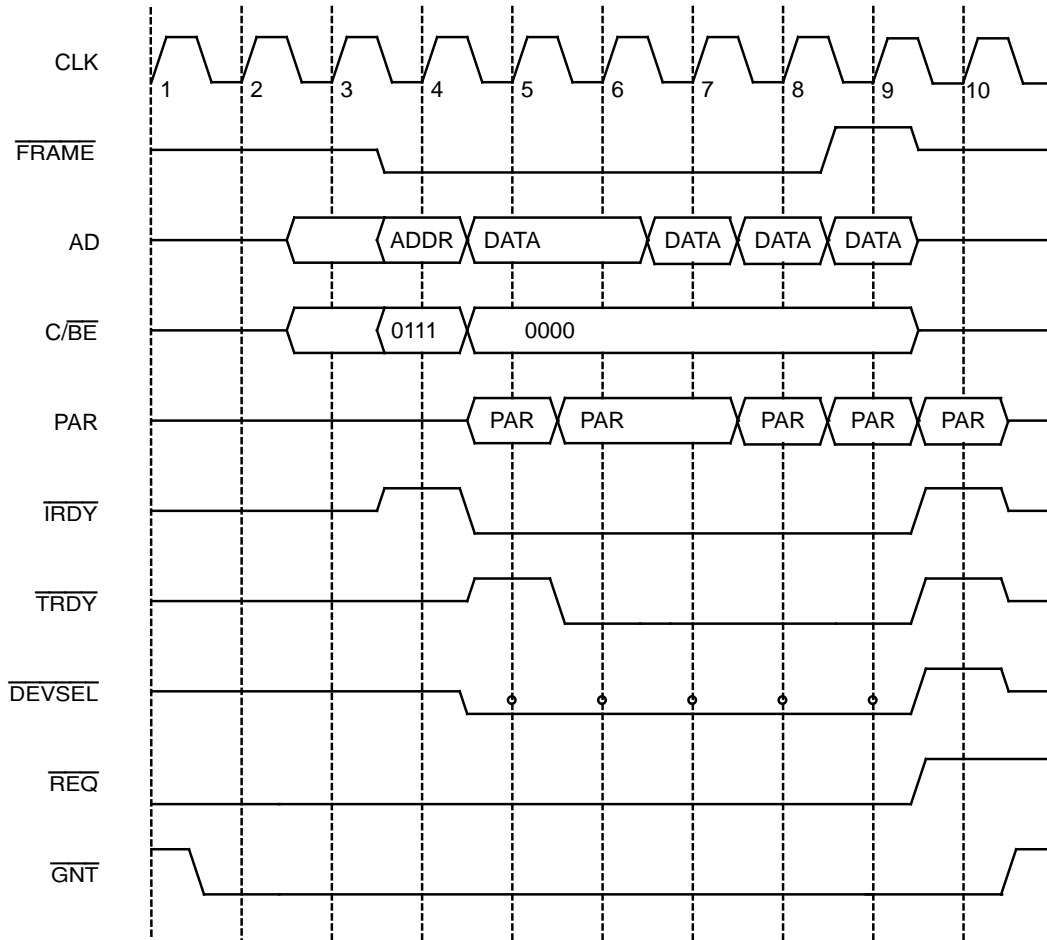 CLK
1 2 3 4 5 6 7 8 9 10
FRAME
AD ADDR DATA DATA DATA DATA
C/BE 0111 0000
PAR PAR PAR PAR PAR PAR
IRDY
TRDY
DEVSEL
REQ
GNT